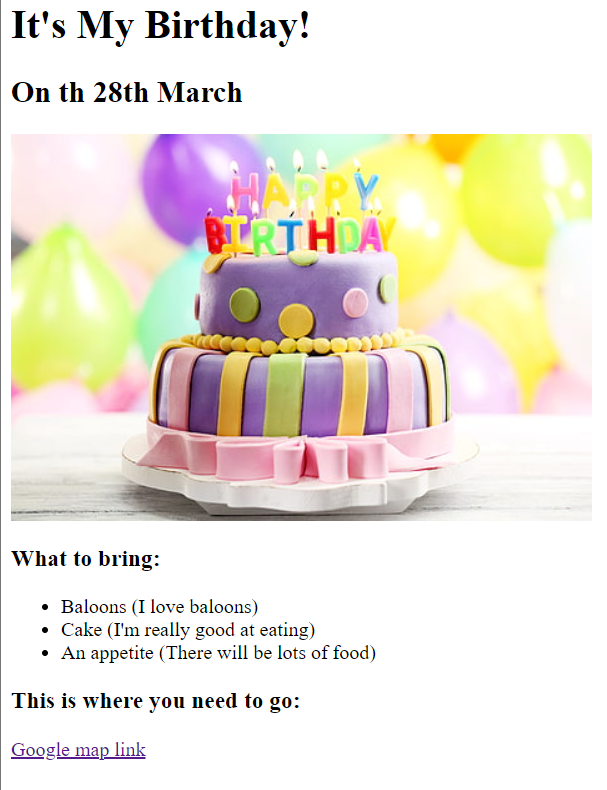 It's My Birthday!
On th 28th March
HAPPY
BIRTHDAY
What to bring:
Baloons (I love baloons)
Cake (I'm really good at eating)
An appetite (There will be lots of food)
This is where you need to go:
Google map link